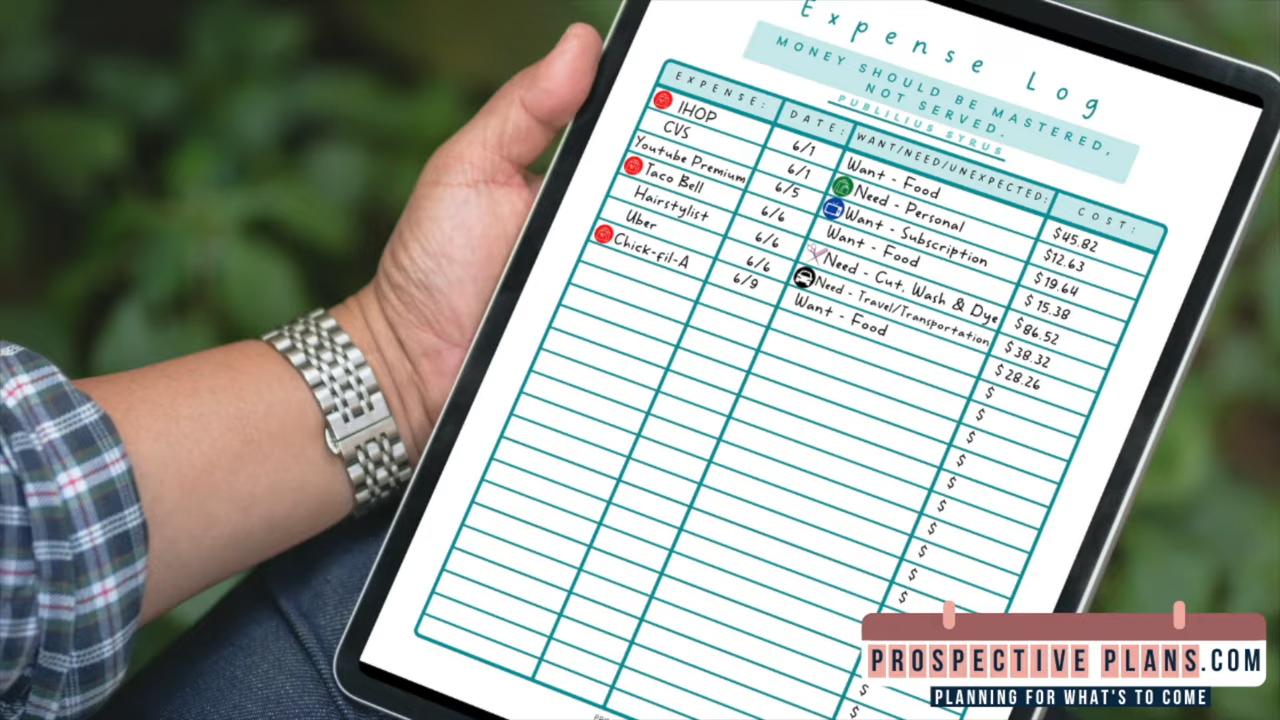 Expense Log
MONEY SHOULD BE MASTERED,
NOT SERVED.
PUBLILIUS SYRUS
EXPENSE: DATE: WANT/NEED/UNEXPECTED: COST:
IHOP 6/1 Want - Food $45.82
CVS 6/1 Need - Personal $12.63
Youtube Premium 6/5 Want - Subscription $19.64
Taco Bell 6/6 Want - Food $15.38
Hairstylist 6/6 Need - Cut, Wash & Dye $86.52
Uber 6/6 Need - Travel/Transportation $38.32
Chick-fil-A 6/9 Want - Food $28.26
$
$
$
$
$
$
$
$
$
$
$
$
PROSPECTIVE PLANS.COM
PLANNING FOR WHAT'S TO COME